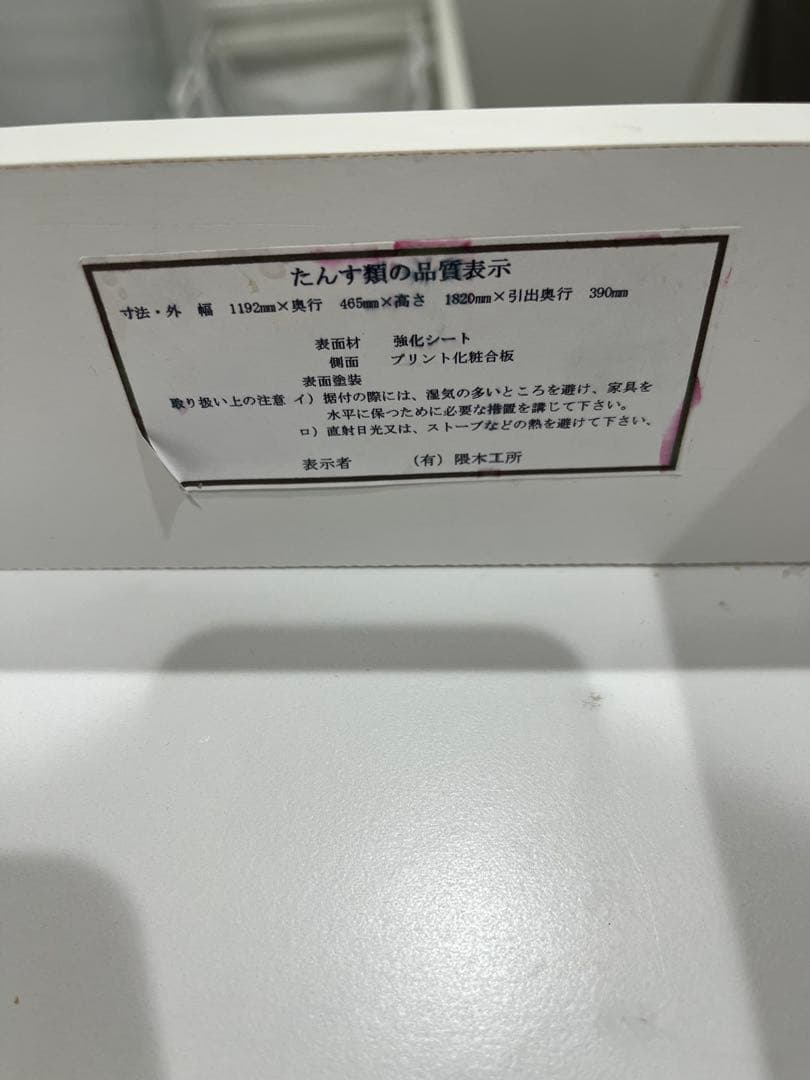 たんす類の品質表示
寸法・外 幅 1192mm×奥行 465mm×高さ 1820mm×引出奥行 390mm
表面材 強化シート
側面 プリント化粧合板
表面塗装
取り扱い上の注意 イ）据付の際には、湿気の多いところを避け、家具を
水平に保つために必要な措置を講じて下さい。
ロ）直射日光又は、ストーブなどの熱を避けて下さい、
表示者 （有）隈木工所